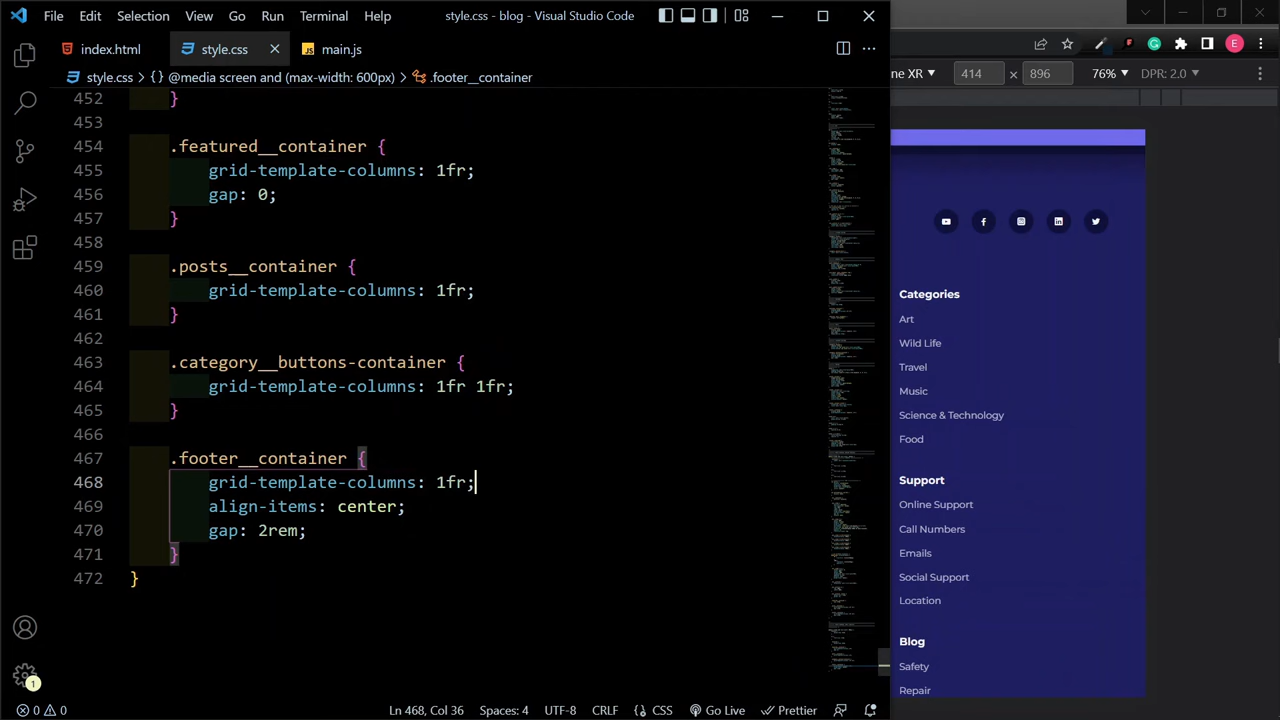 File Edit Selection View Go Run Terminal Help
style.css - blog - Visual Studio Code
index.html
style.css
JS main.js
style.css > {} @media screen and (max-width: 600px) > .footer__container
452 }
453
454 .featured__container {
455 grid-template-columns: 1fr;
456 gap: 0;
457 }
458
459 .posts__container {
460 grid-template-columns: 1fr;
461 }
462
463 .category__buttons-container {
464 grid-template-columns: 1fr 1fr;
465 }
466
467 .footer__container {
468 grid-template-columns: 1fr;
469 align-items: center;
470 gap: 2rem;
471 }
472 }
1
0 0
Ln 468, Col 36
Spaces: 4
UTF-8
CRLF
{} CSS
Go Live
Prettier
E
ne XR
414 × 896
76%
DPR: 2.0
Categories
Art
Wild Life
Travel
Music
Science & Technology
Food
Support
Online Support
Call Numbers
Emails
Social Support
Location
Blog
Safety
Repair